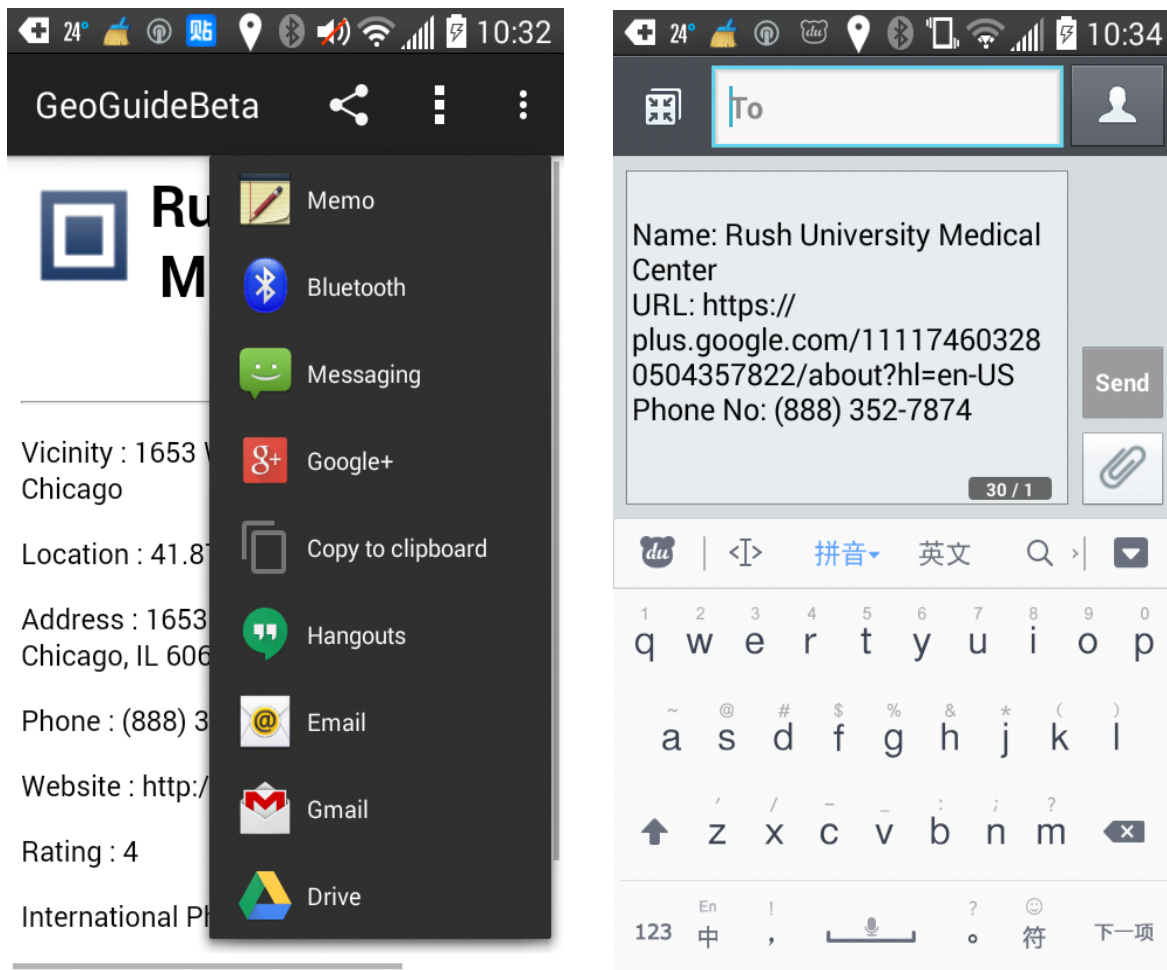 24° 贴 10:32
GeoGuideBeta
Ru
M
Memo
Bluetooth
Messaging
Google+
Copy to clipboard
Hangouts
Email
Gmail
Drive
Vicinity : 1653
Chicago
Location : 41.8
Address : 1653
Chicago, IL 606
Phone : (888) 3
Website : http:/
Rating : 4
International Ph
24° du 10:34
To
Name: Rush University Medical
Center
URL: https://
plus.google.com/11117460328
0504357822/about?hl=en-US
Phone No: (888) 352-7874
30 / 1
Send
du 拼音 英文
1 2 3 4 5 6 7 8 9 0
q w e r t y u i o p
~ @ # $ % & * ( )
a s d f g h j k l
' / - _ : ; ?
z x c v b n m
En ! ?
123 中 , 。 符 下一项